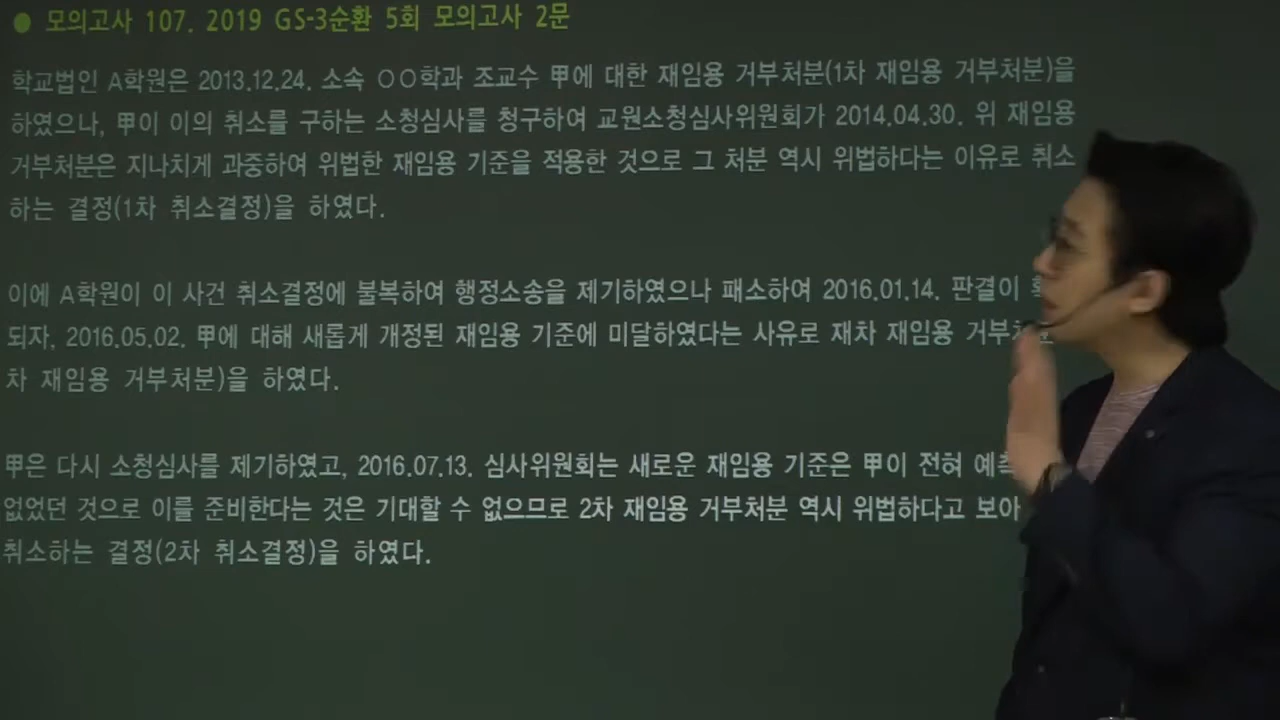 ● 모의고사 107. 2019 GS-3순환 5회 모의고사 2문
학교법인 A학원은 2013.12.24. 소속 ○○학과 조교수 甲에 대한 재임용 거부처분(1차 재임용 거부처분)을
하였으나, 甲이 이의 취소를 구하는 소청심사를 청구하여 교원소청심사위원회가 2014.04.30. 위 재임용
거부처분은 지나치게 과중하여 위법한 재임용 기준을 적용한 것으로 그 처분 역시 위법하다는 이유로 취소
하는 결정(1차 취소결정)을 하였다.
이에 A학원이 이 사건 취소결정에 불복하여 행정소송을 제기하였으나 패소하여 2016.01.14. 판결이
되자, 2016.05.02. 甲에 대해 새롭게 개정된 재임용 기준에 미달하였다는 사유로 재차 재임용 거부처분
차 재임용 거부처분)을 하였다.
甲은 다시 소청심사를 제기하였고, 2016.07.13. 심사위원회는 새로운 재임용 기준은 甲이 전혀 예측
없었던 것으로 이를 준비한다는 것은 기대할 수 없으므로 2차 재임용 거부처분 역시 위법하다고 보아
취소하는 결정(2차 취소결정)을 하였다.